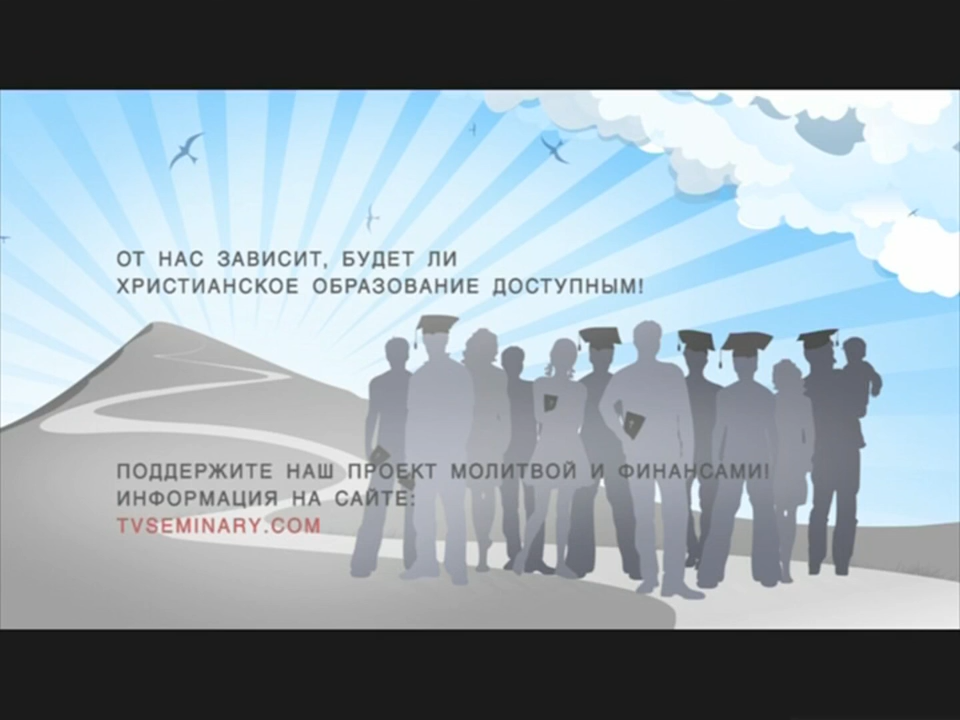 ОТ НАС ЗАВИСИТ, БУДЕТ ЛИ
ХРИСТИАНСКОЕ ОБРАЗОВАНИЕ ДОСТУПНЫМ!
ПОДДЕРЖИТЕ НАШ ПРОЕКТ МОЛИТВОЙ И ФИНАНСАМИ!
ИНФОРМАЦИЯ НА САЙТЕ:
TVSEMINARY.COM